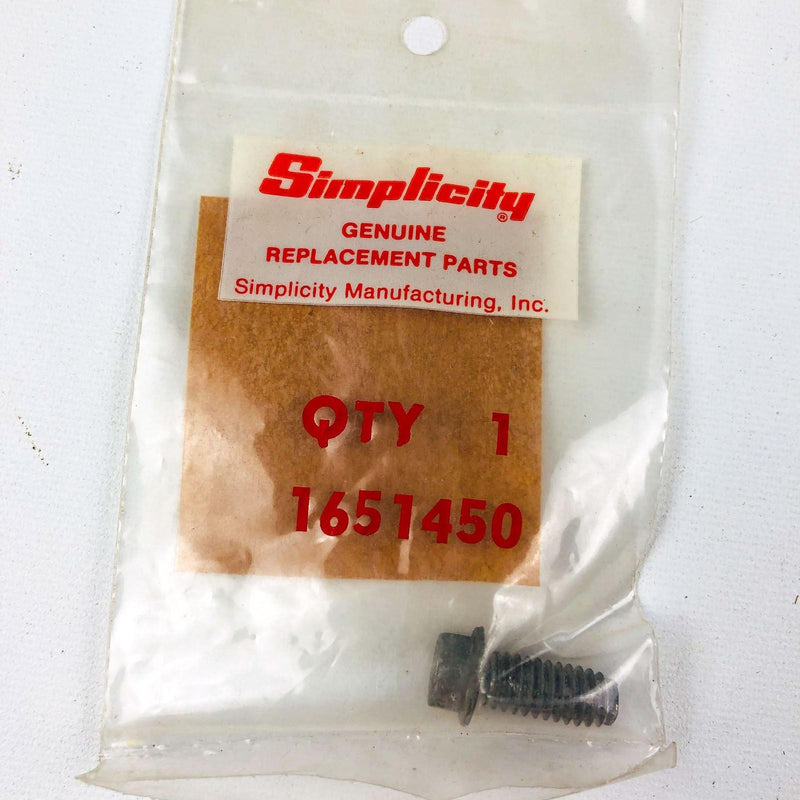 Simplicity®
GENUINE
REPLACEMENT PARTS
Simplicity Manufacturing, Inc.
QTY 1
1651450